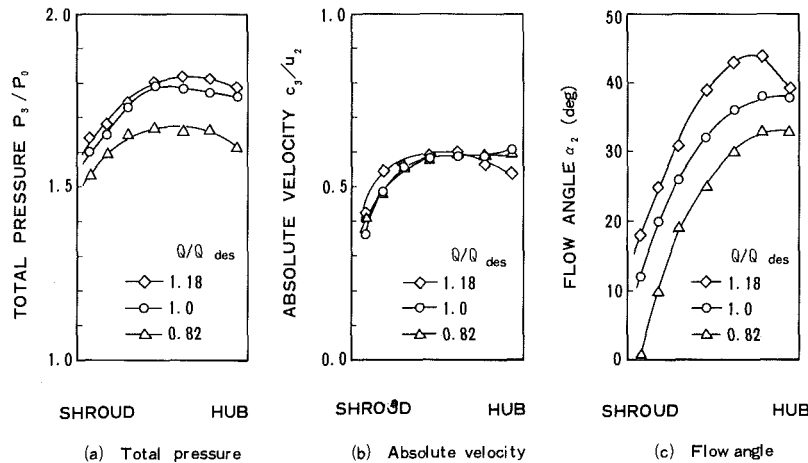 TOTAL PRESSURE P₃/P₀
2.0
1.5
1.0
Q/Q des
1.18
1.0
0.82
SHROUD HUB
(a) Total pressure
ABSOLUTE VELOCITY c₃/u₂
1.0
0.5
0.0
Q/Q des
1.18
1.0
0.82
SHROUD HUB
(b) Absolute velocity
FLOW ANGLE α₂ (deg)
50
40
30
20
10
0
Q/Q des
1.18
1.0
0.82
SHROUD HUB
(c) Flow angle